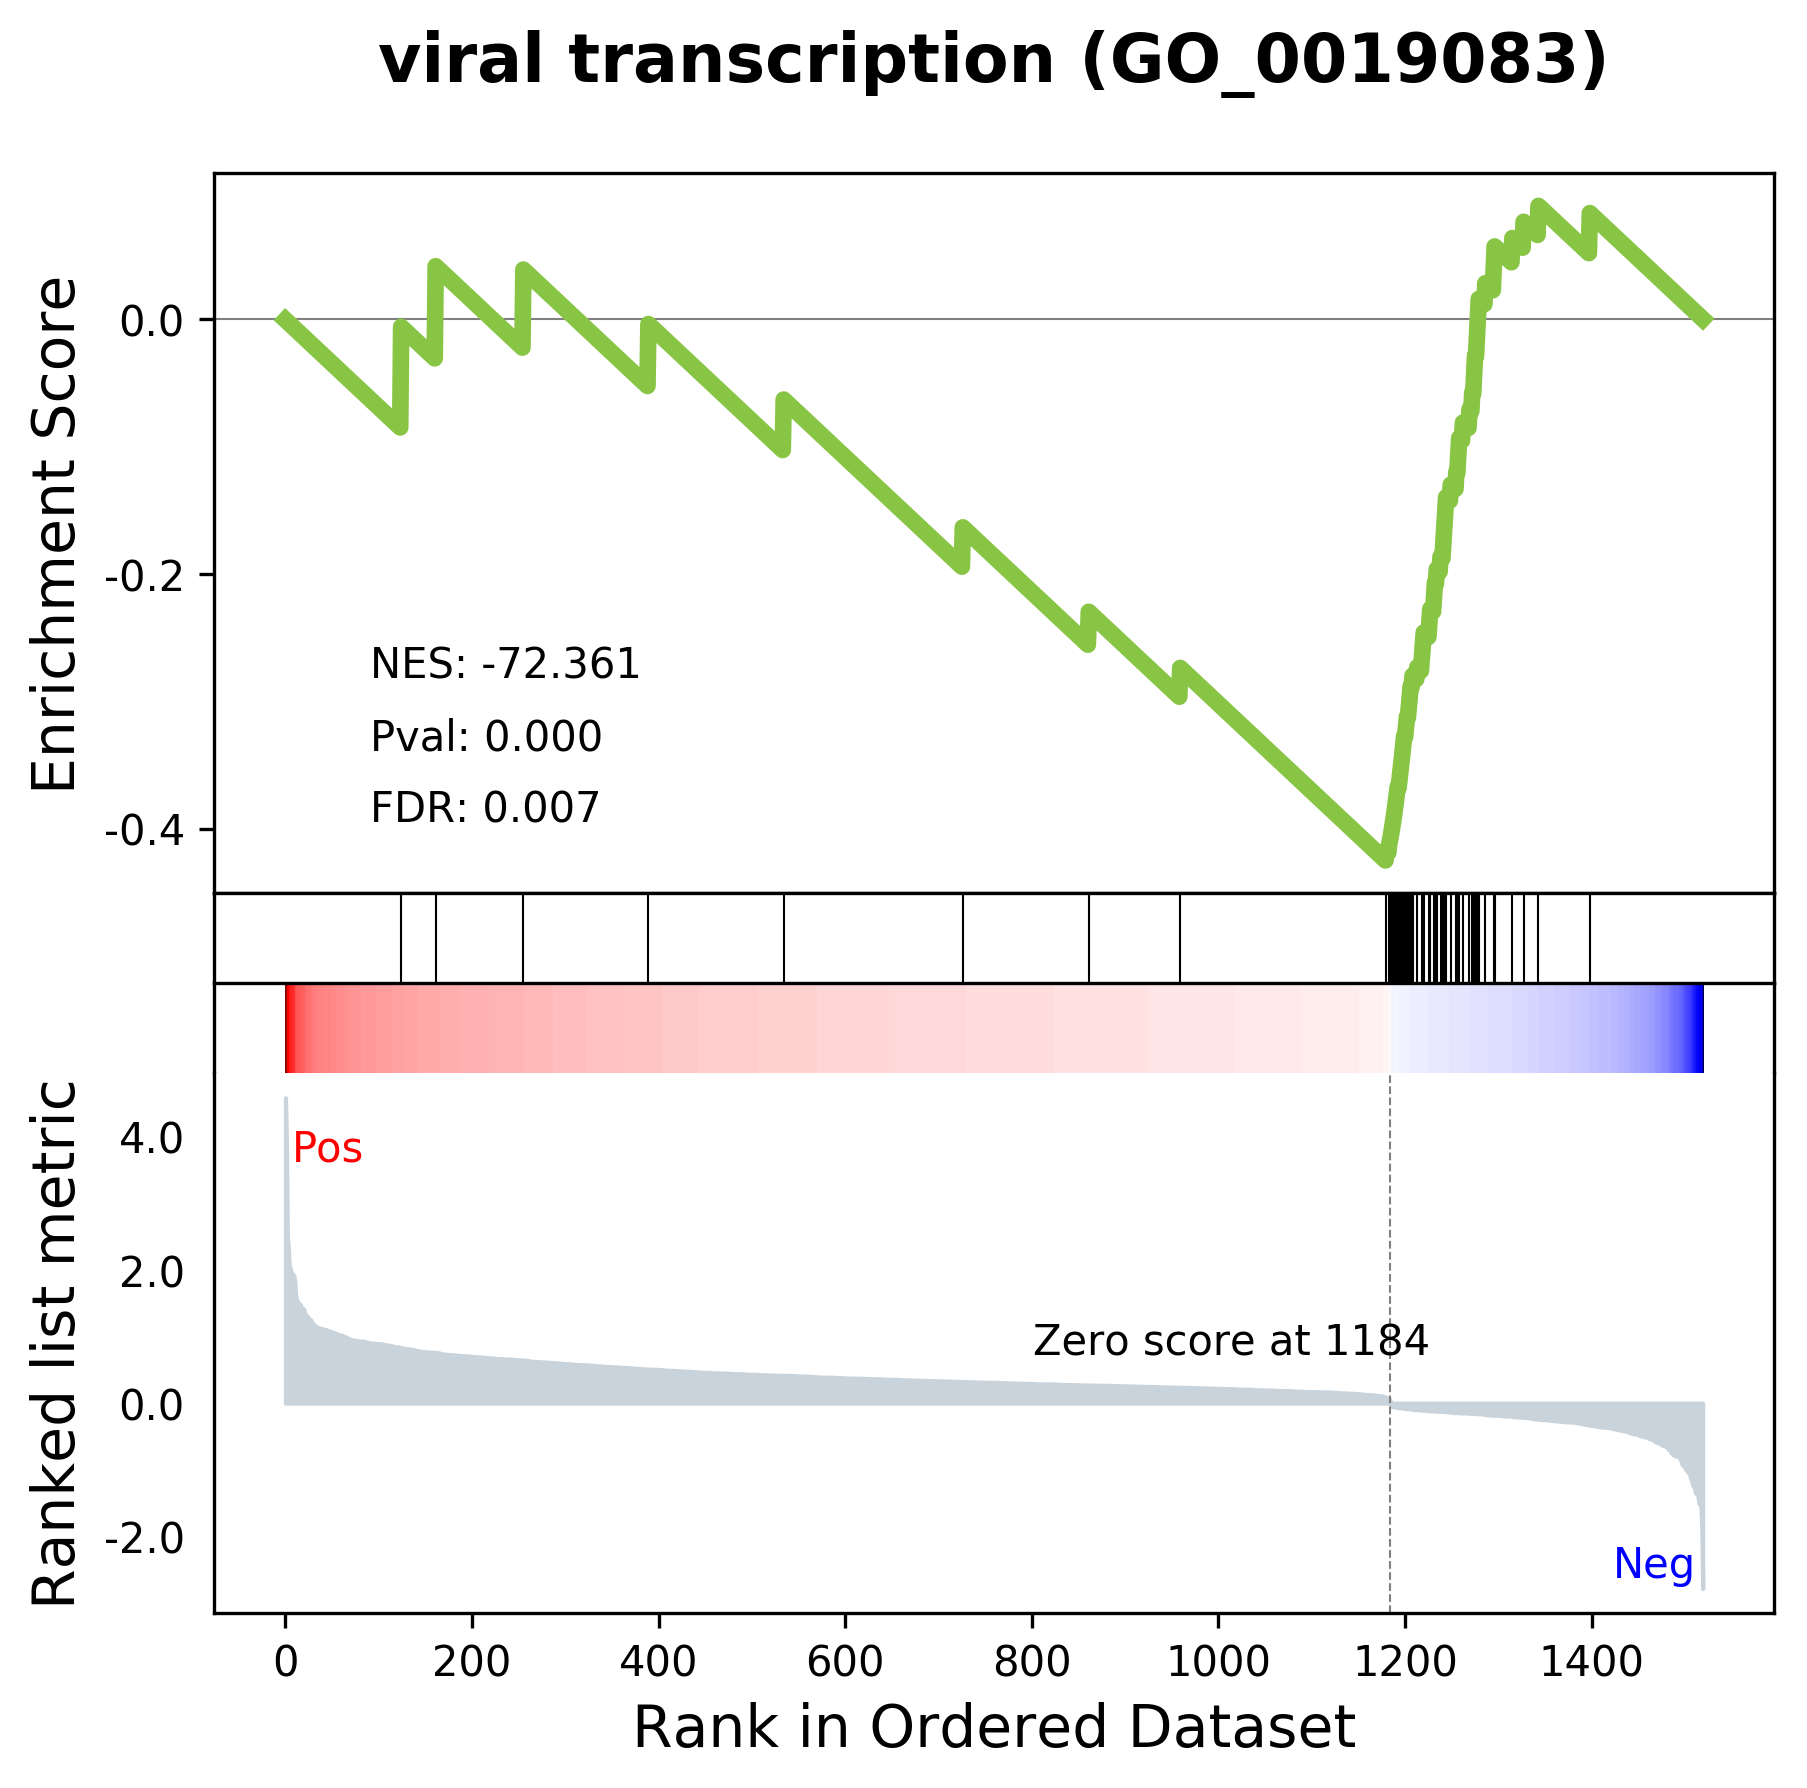 viral transcription (GO_0019083)
Enrichment Score
0.0
-0.2
-0.4
NES: -72.361
Pval: 0.000
FDR: 0.007
Ranked list metric
4.0
2.0
0.0
-2.0
Pos
Zero score at 1184
Neg
0 200 400 600 800 1000 1200 1400
Rank in Ordered Dataset